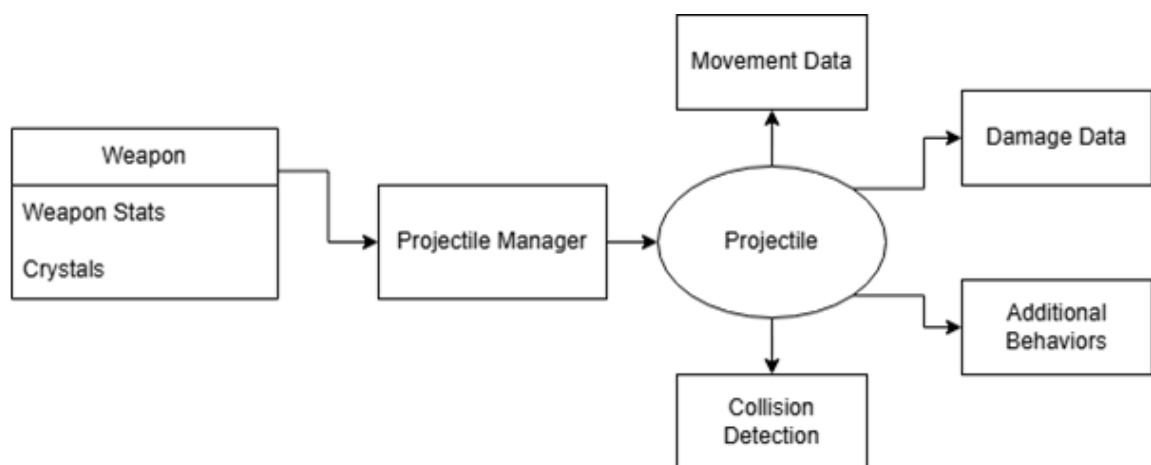 Movement Data
Damage Data
Weapon
Weapon Stats
Crystals
Projectile Manager
Projectile
Additional
Behaviors
Collision
Detection